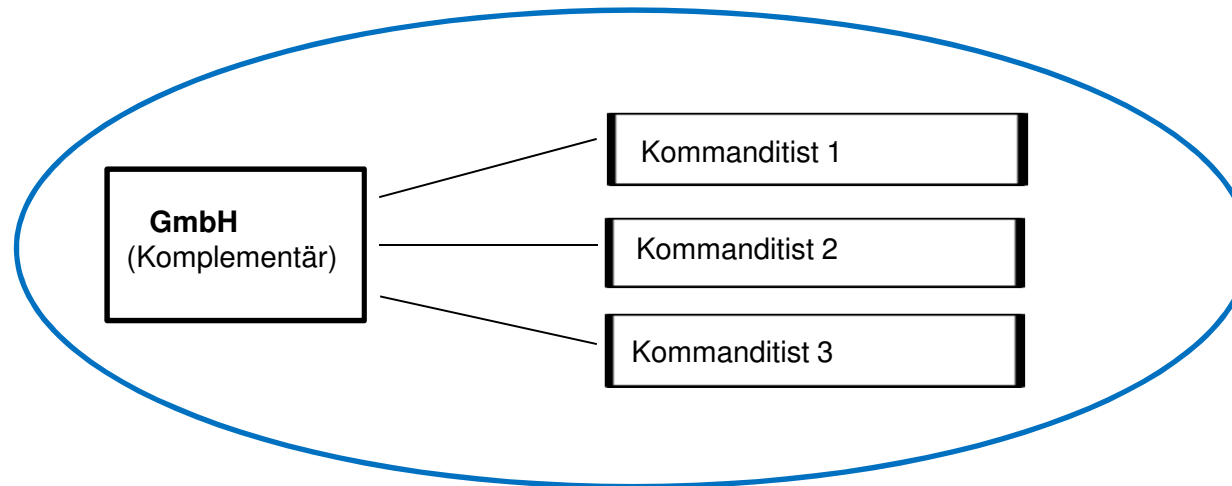 GmbH
(Komplementär)
Kommanditist 1
Kommanditist 2
Kommanditist 3